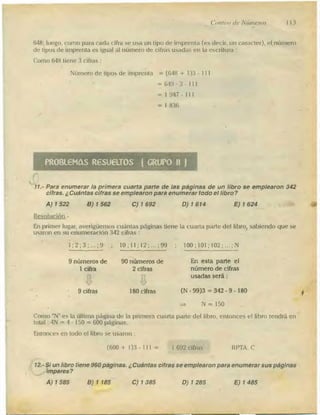 Conteo de Números 113
648; luego, como para cada cifra se usa un tipo de imprenta (es decir, un caracter), el número
de tipos de imprenta es igual al número de cifras usadas en la escritura :
Como 648 tiene 3 cifras :
Número de tipos de imprenta = (648 + 1)3 - 111
= 649 · 3 - 111
= 1 947 - 111
= 1 836
PROBLEMAS RESUELTOS ( GRUPO II )
11.- Para enumerar la primera cuarta parte de las páginas de un libro se emplearon 342
cifras. ¿Cuántas cifras se emplearon para enumerar todo el libro?
A) 1 522 B) 1 562 C) 1 692 D) 1 614 E) 1 624
Resolución.-
En primer lugar, averigüemos cuántas páginas tiene la cuarta parte del libro, sabiendo que se
usaron en su enumeración 342 cifras :
1 ; 2 ; 3 ; ... ; 9 ; 10 ; 11 ; 12 ; ... ; 99 ; 100 ; 101 ; 102 ; ... ; N
9 números de 90 números de En esta parte el
1 cifra 2 cifras número de cifras
usadas será :
9 cifras 180 cifras (N - 99)3 = 342 - 9 - 180
⇒ N = 150
Como "N" es la última página de la primera cuarta parte del libro, entonces el libro tendrá en
total : 4N = 4 · 150 = 600 páginas.
Entonces en todo el libro se usaron :
(600 + 1)3 - 111 = 1 692 cifras RPTA. C
12.- Si un libro tiene 960 páginas. ¿Cuántas cifras se emplearon para enumerar sus páginas
impares?
A) 1 585 B) 1 185 C) 1 385 D) 1 285 E) 1 485